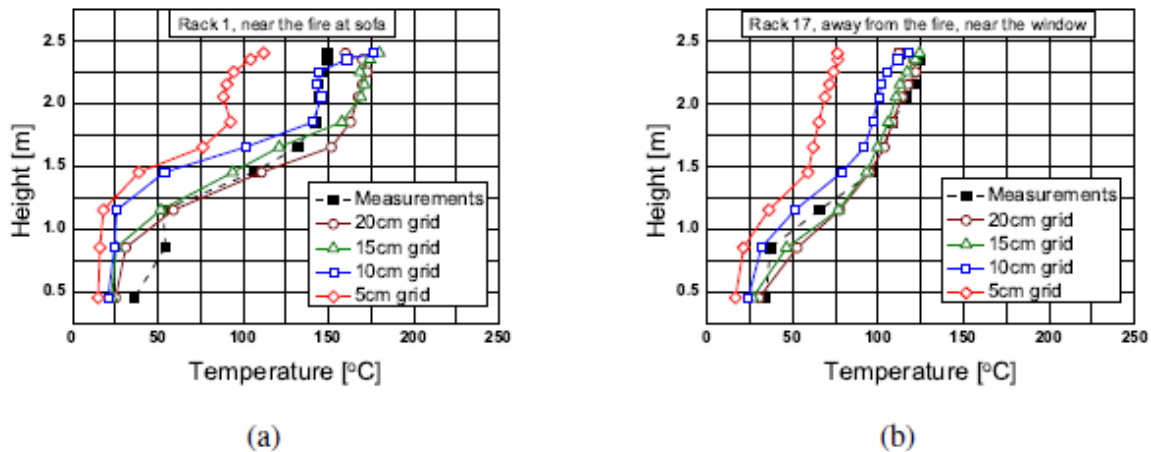 Rack 1, near the fire at sofa
2.5
2.0
1.5
1.0
0.5
Height [m]
Measurements
20cm grid
15cm grid
10cm grid
5cm grid
0 50 100 150 200 250
Temperature [°C]
(a)
Rack 17, away from the fire, near the window
2.5
2.0
1.5
1.0
0.5
Height [m]
Measurements
20cm grid
15cm grid
10cm grid
5cm grid
0 50 100 150 200 250
Temperature [°C]
(b)